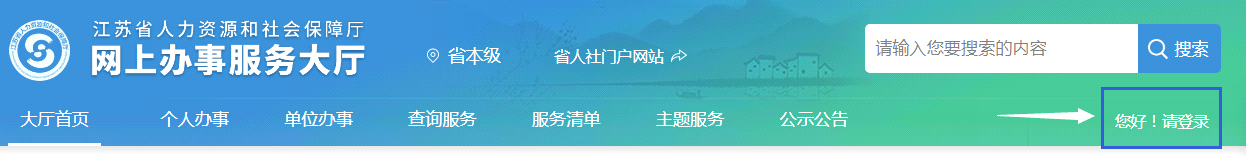 江苏省人力资源和社会保障厅
网上办事服务大厅
省本级
省人社门户网站
请输入您要搜索的内容
搜索
大厅首页 个人办事 单位办事 查询服务 服务清单 主题服务 公示公告 您好！请登录